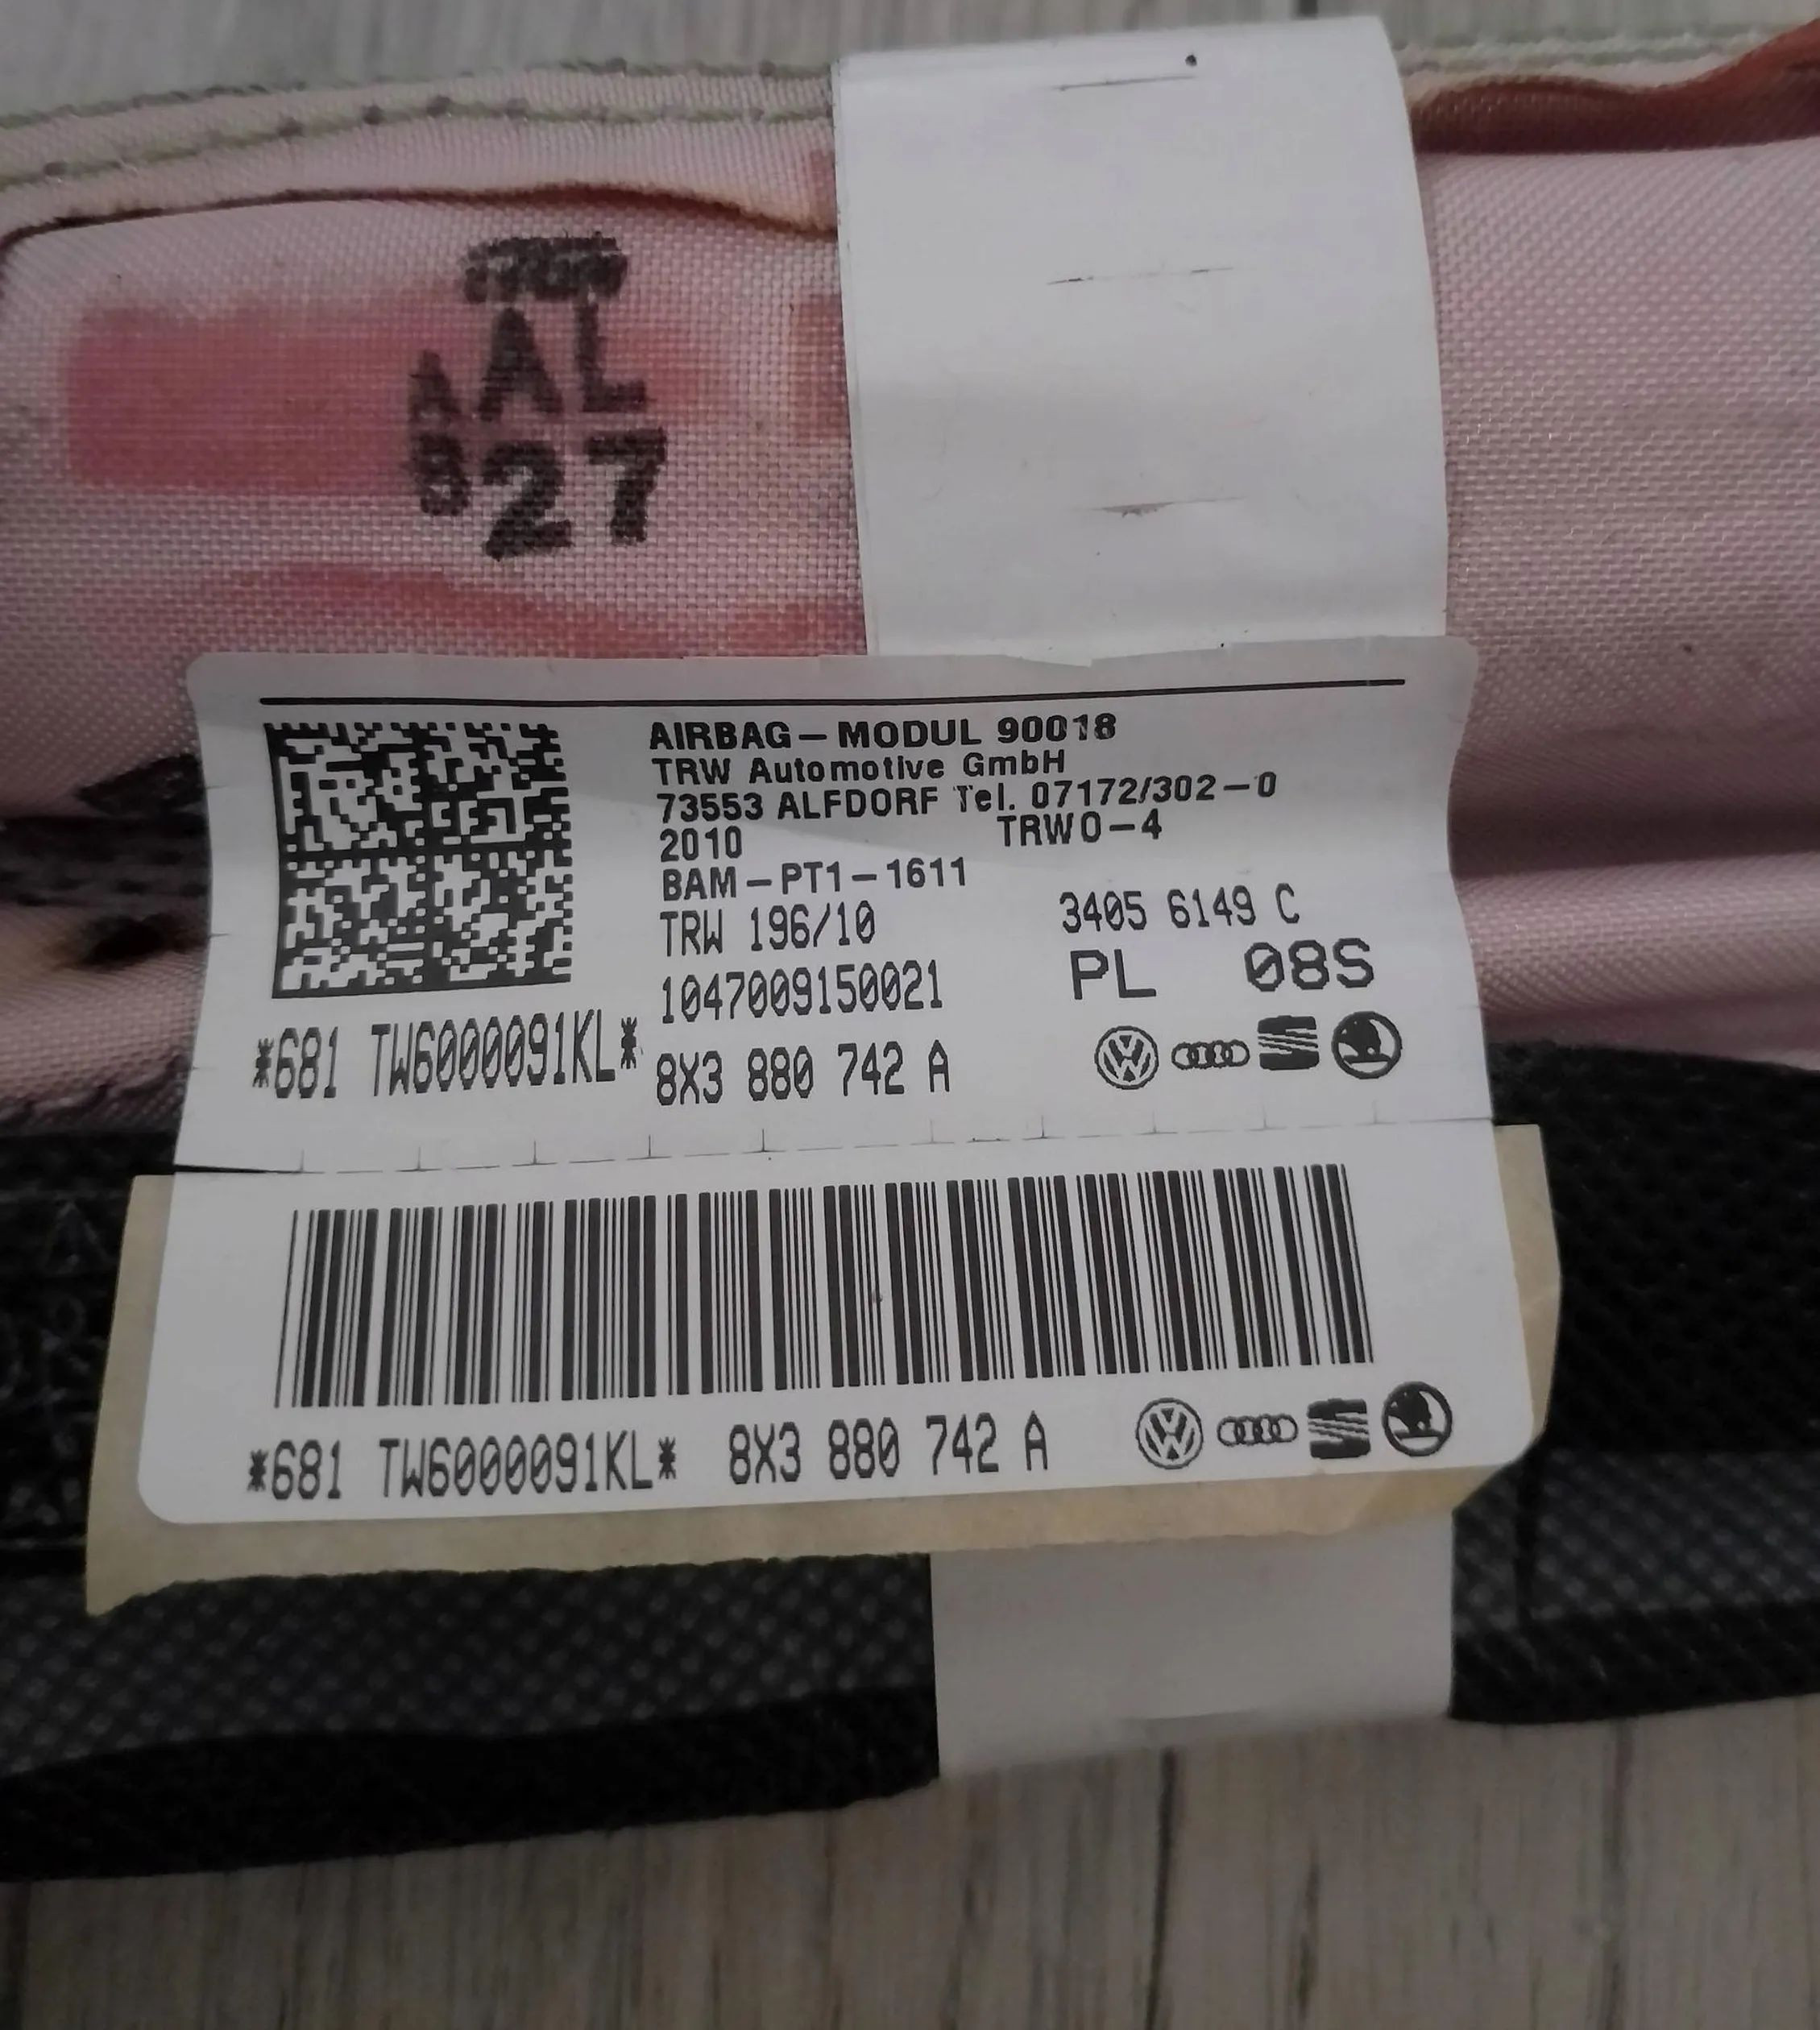 A AL
B 27
AIRBAG-MODUL 90018
TRW Automotive GmbH
73553 ALFDORF Tel. 07172/302-0
2010 TRWO-4
BAM-PT1-1611
TRW 196/10 3405 6149 C
1047009150021 PL 08S
*681 TW6000091KL* 8X3 880 742 A
*681 TW6000091KL* 8X3 880 742 A